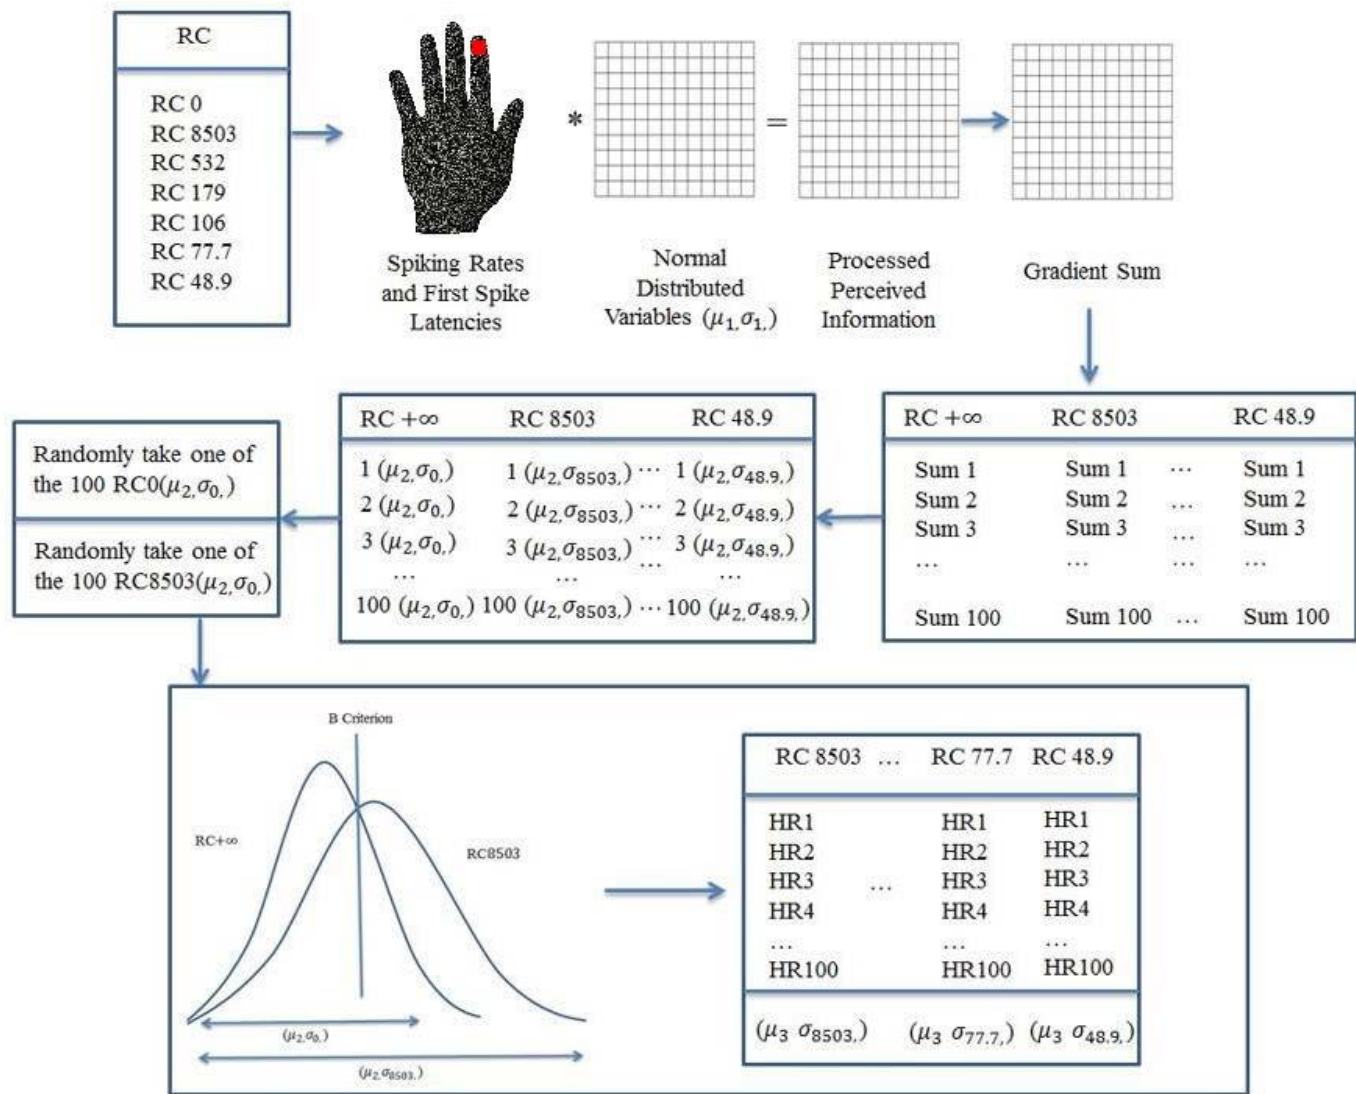 RC
RC 0
RC 8503
RC 532
RC 179
RC 106
RC 77.7
RC 48.9
*
=
Spiking Rates
and First Spike
Latencies
Normal
Distributed
Variables (μ₁,σ₁,)
Processed
Perceived
Information
Gradient Sum
Randomly take one of
the 100 RC0(μ₂,σ₀,)
Randomly take one of
the 100 RC8503(μ₂,σ₀,)
RC +∞ RC 8503 RC 48.9
1 (μ₂,σ₀,) 1 (μ₂,σ₈₅₀₃,) ⋯ 1 (μ₂,σ₄₈.₉,)
2 (μ₂,σ₀,) 2 (μ₂,σ₈₅₀₃,) ⋯ 2 (μ₂,σ₄₈.₉,)
3 (μ₂,σ₀,) 3 (μ₂,σ₈₅₀₃,) ⋯ 3 (μ₂,σ₄₈.₉,)
… … … …
100 (μ₂,σ₀,) 100 (μ₂,σ₈₅₀₃,) ⋯ 100 (μ₂,σ₄₈.₉,)
RC +∞ RC 8503 RC 48.9
Sum 1 Sum 1 … Sum 1
Sum 2 Sum 2 … Sum 2
Sum 3 Sum 3 … Sum 3
… … … …
Sum 100 Sum 100 … Sum 100
B Criterion
RC+∞
RC8503
(μ₂,σ₀,)
(μ₂,σ₈₅₀₃,)
RC 8503 … RC 77.7 RC 48.9
HR1 HR1 HR1
HR2 HR2 HR2
HR3 … HR3 HR3
HR4 HR4 HR4
… … …
HR100 HR100 HR100
(μ₃ σ₈₅₀₃,) (μ₃ σ₇₇.₇,) (μ₃ σ₄₈.₉,)